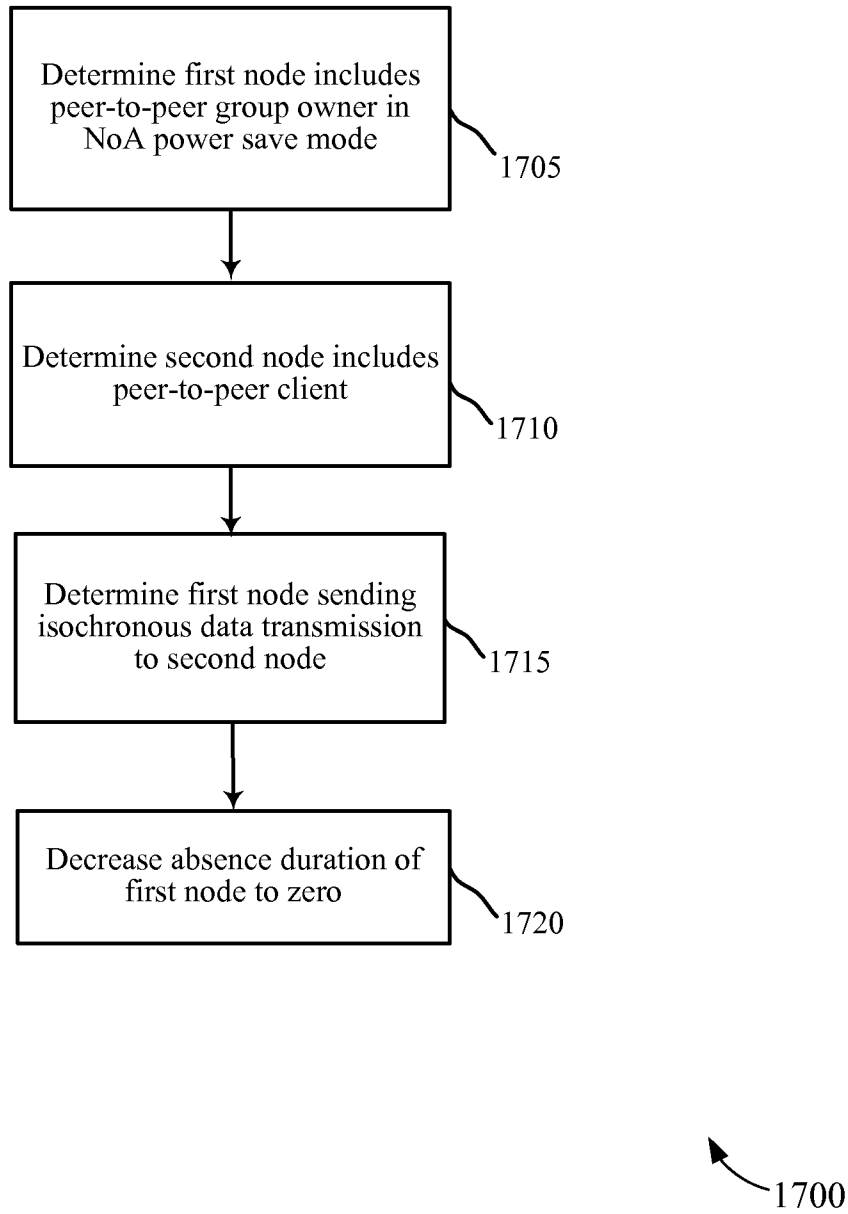 Determine first node includes
peer-to-peer group owner in
NoA power save mode
1705
Determine second node includes
peer-to-peer client
1710
Determine first node sending
isochronous data transmission
to second node
1715
Decrease absence duration of
first node to zero
1720
1700